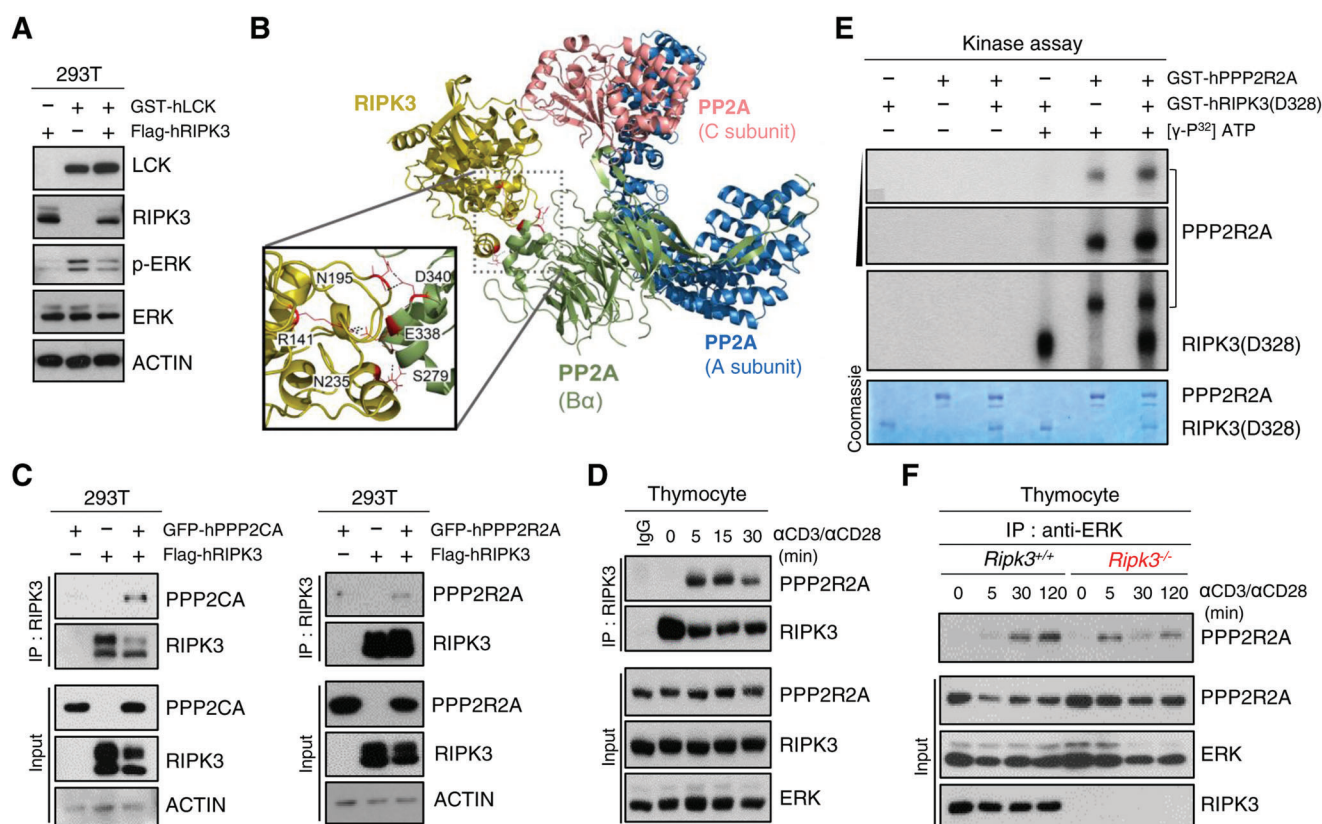 A
293T
− + + GST-hLCK
+ − + Flag-hRIPK3
LCK
RIPK3
p-ERK
ERK
ACTIN
B
RIPK3
PP2A
(C subunit)
N195
D340
R141
E338
N235
S279
PP2A
(A subunit)
PP2A
(Bα)
E
Kinase assay
− + + − + + GST-hPPP2R2A
+ − + + − + GST-hRIPK3(D328)
− − − + + + [γ-P³²] ATP
PPP2R2A
RIPK3(D328)
Coomassie
PPP2R2A
RIPK3(D328)
C
293T
+ − + GFP-hPPP2CA
− + + Flag-hRIPK3
IP : RIPK3
PPP2CA
RIPK3
Input
PPP2CA
RIPK3
ACTIN
293T
+ − + GFP-hPPP2R2A
− + + Flag-hRIPK3
IP : RIPK3
PPP2R2A
RIPK3
Input
PPP2R2A
RIPK3
ACTIN
D
Thymocyte
IgG 0 5 15 30 αCD3/αCD28
(min)
IP : RIPK3
PPP2R2A
RIPK3
Input
PPP2R2A
RIPK3
ERK
F
Thymocyte
IP : anti-ERK
Ripk3+/+ Ripk3-/-
0 5 30 120 0 5 30 120 αCD3/αCD28
(min)
PPP2R2A
Input
PPP2R2A
ERK
RIPK3